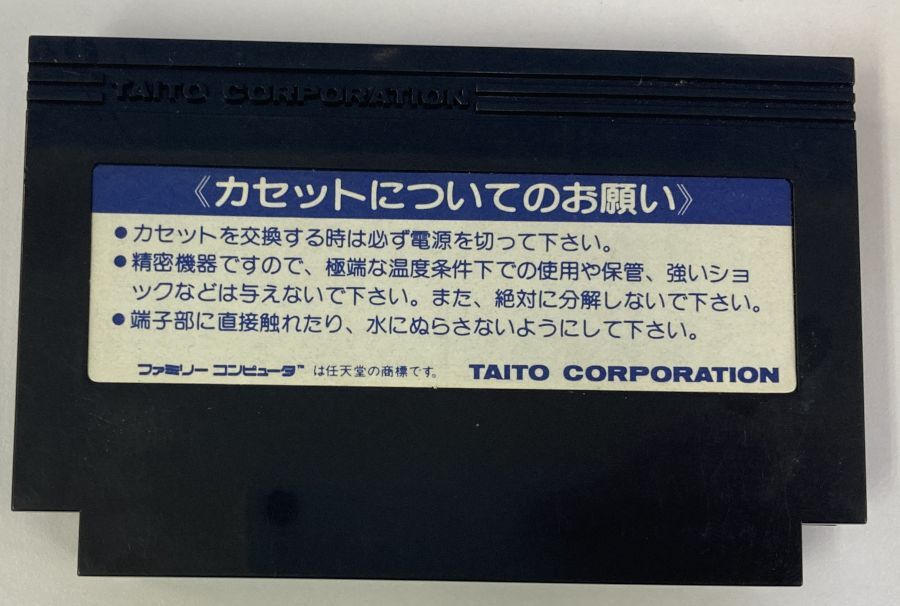 TAITO CORPORATION
《カセットについてのお願い》
●カセットを交換する時は必ず電源を切って下さい。
●精密機器ですので、極端な温度条件下での使用や保管、強いショ
ックなどは与えないで下さい。また、絶対に分解しないで下さい。
●端子部に直接触れたり、水にぬらさないようにして下さい。
ファミリーコンピュータ™ は任天堂の商標です。 TAITO CORPORATION